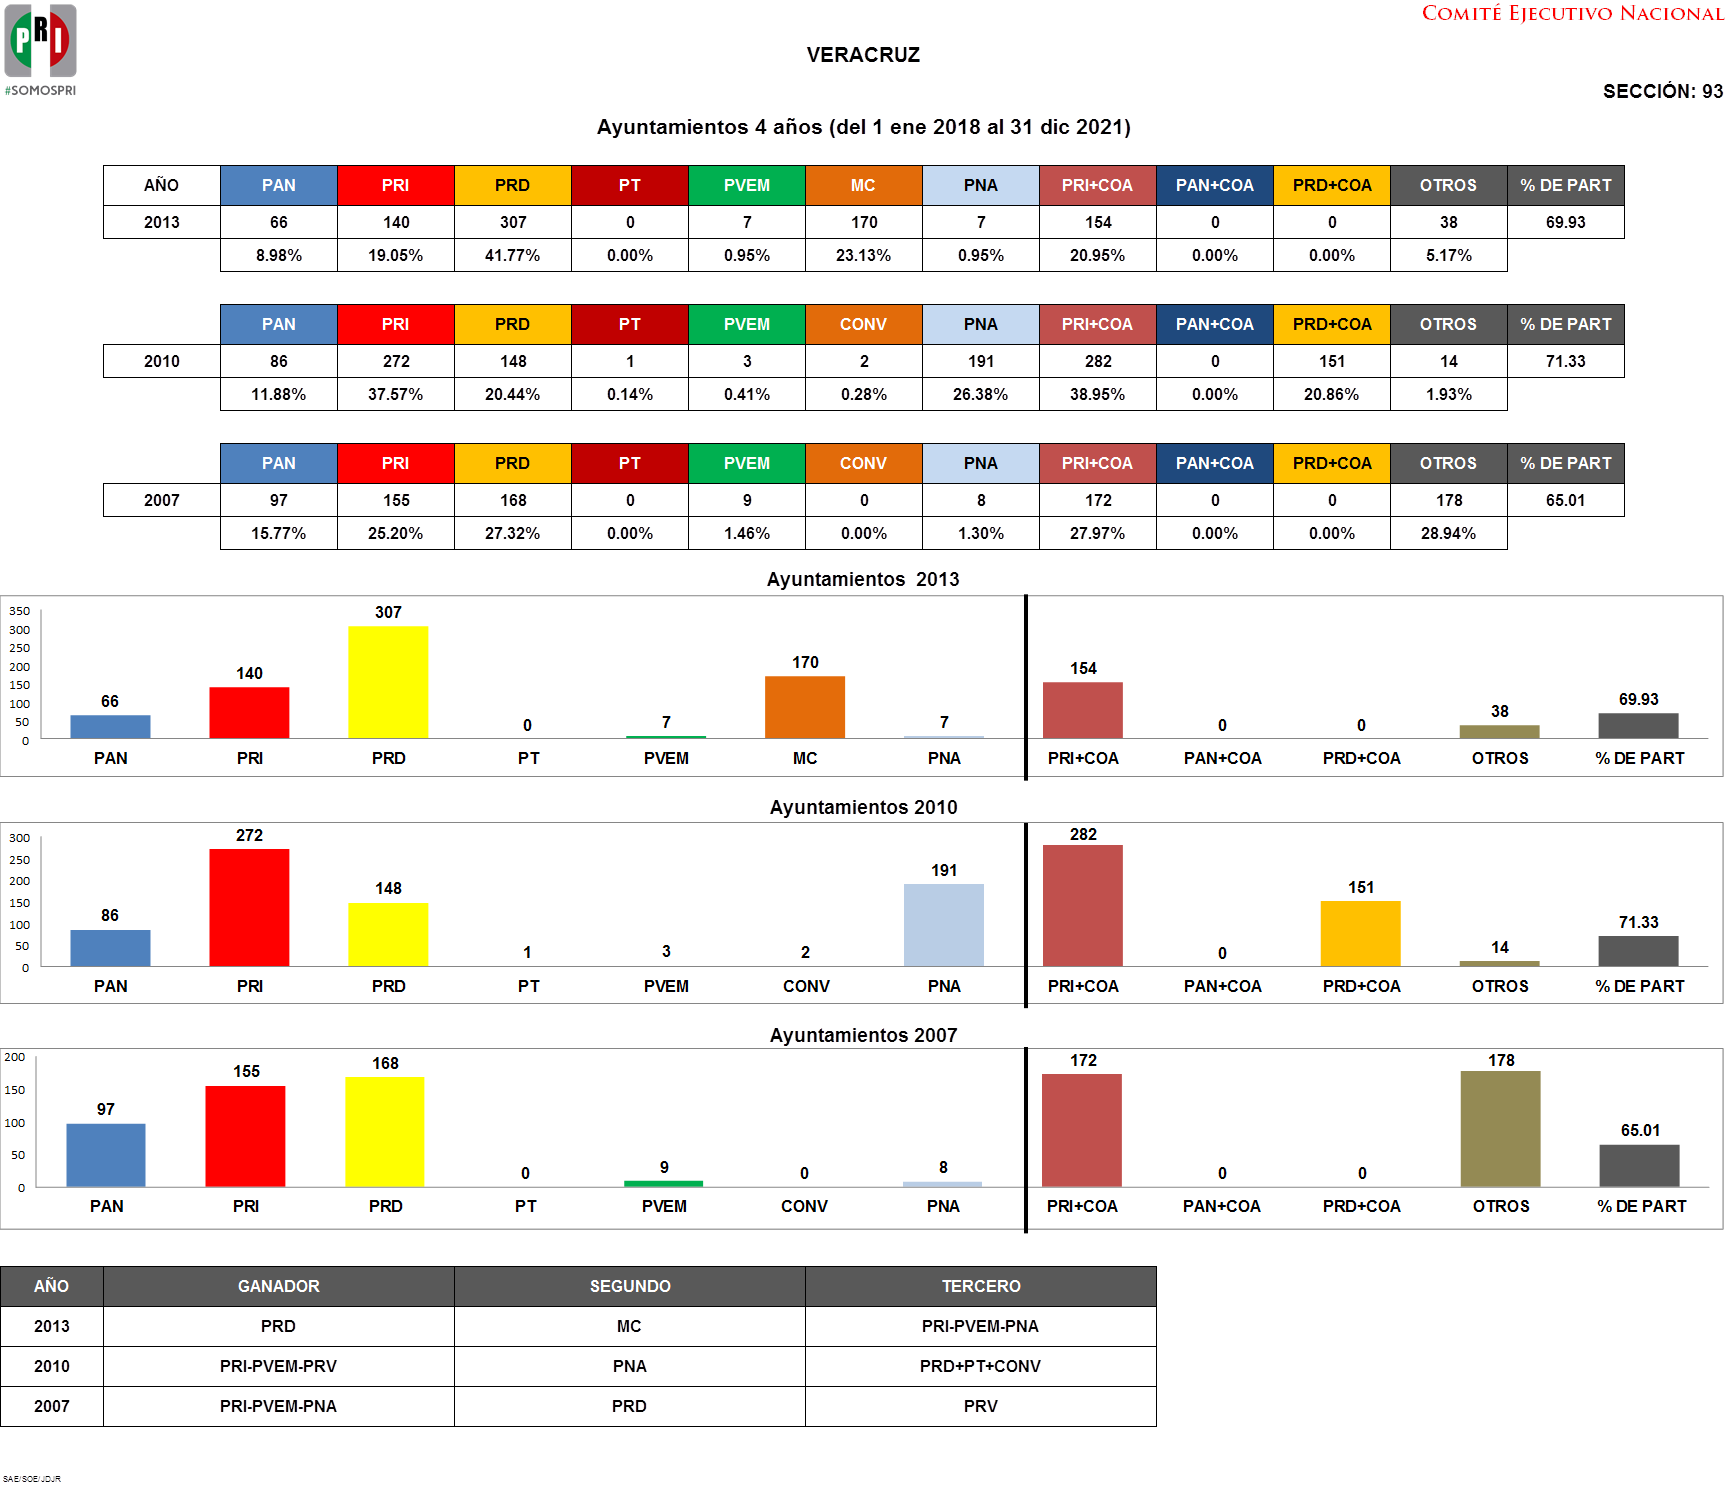 PRI
#SOMOSPRI
COMITÉ EJECUTIVO NACIONAL
VERACRUZ
SECCIÓN: 93
Ayuntamientos 4 años (del 1 ene 2018 al 31 dic 2021)
AÑO PAN PRI PRD PT PVEM MC PNA PRI+COA PAN+COA PRD+COA OTROS % DE PART
2013 66 140 307 0 7 170 7 154 0 0 38 69.93
8.98% 19.05% 41.77% 0.00% 0.95% 23.13% 0.95% 20.95% 0.00% 0.00% 5.17%
PAN PRI PRD PT PVEM CONV PNA PRI+COA PAN+COA PRD+COA OTROS % DE PART
2010 86 272 148 1 3 2 191 282 0 151 14 71.33
11.88% 37.57% 20.44% 0.14% 0.41% 0.28% 26.38% 38.95% 0.00% 20.86% 1.93%
PAN PRI PRD PT PVEM CONV PNA PRI+COA PAN+COA PRD+COA OTROS % DE PART
2007 97 155 168 0 9 0 8 172 0 0 178 65.01
15.77% 25.20% 27.32% 0.00% 1.46% 0.00% 1.30% 27.97% 0.00% 0.00% 28.94%
Ayuntamientos 2013
350
300
250
200
150
100
50
0
66 140 307 0 7 170 7 154 0 0 38 69.93
PAN PRI PRD PT PVEM MC PNA PRI+COA PAN+COA PRD+COA OTROS % DE PART
Ayuntamientos 2010
300
250
200
150
100
50
0
86 272 148 1 3 2 191 282 0 151 14 71.33
PAN PRI PRD PT PVEM CONV PNA PRI+COA PAN+COA PRD+COA OTROS % DE PART
Ayuntamientos 2007
200
150
100
50
0
97 155 168 0 9 0 8 172 0 0 178 65.01
PAN PRI PRD PT PVEM CONV PNA PRI+COA PAN+COA PRD+COA OTROS % DE PART
AÑO GANADOR SEGUNDO TERCERO
2013 PRD MC PRI-PVEM-PNA
2010 PRI-PVEM-PRV PNA PRD+PT+CONV
2007 PRI-PVEM-PNA PRD PRV
SAE/SOE/JDJR